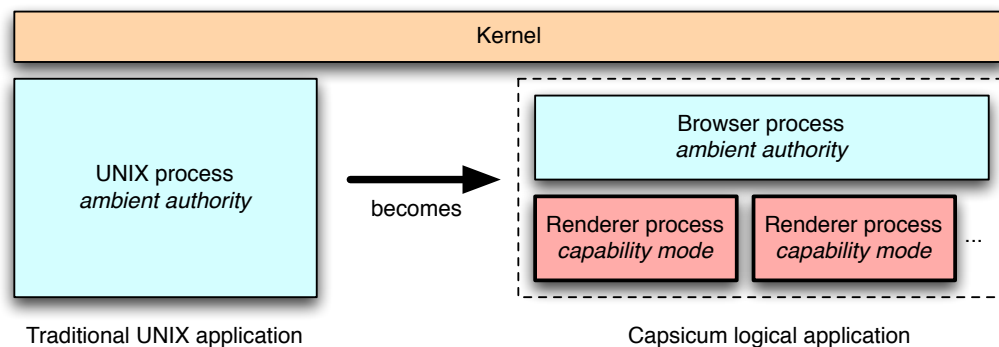 Kernel
UNIX process
ambient authority
becomes
Browser process
ambient authority
Renderer process
capability mode
Renderer process
capability mode
...
Traditional UNIX application
Capsicum logical application